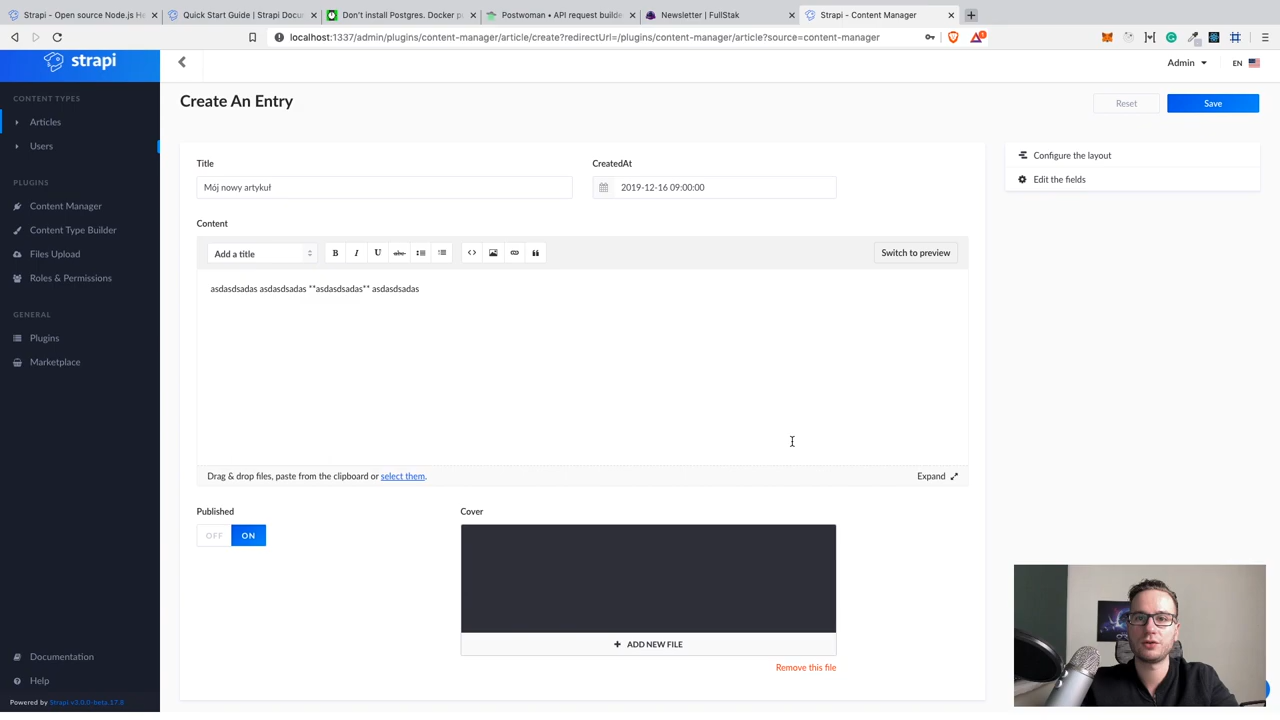 Strapi - Open source Node.js He
Quick Start Guide | Strapi Docu
Don't install Postgres. Docker pu
Postwoman • API request builde
Newsletter | FullStak
Strapi - Content Manager
localhost:1337/admin/plugins/content-manager/article/create?redirectUrl=/plugins/content-manager/article?source=content-manager
strapi
Admin
EN
CONTENT TYPES
Articles
Users
PLUGINS
Content Manager
Content Type Builder
Files Upload
Roles & Permissions
GENERAL
Plugins
Marketplace
Documentation
Help
Powered by Strapi v3.0.0-beta.17.8
Create An Entry
Reset
Save
Title
CreatedAt
Mój nowy artykuł
2019-12-16 09:00:00
Content
Add a title
B I U abc
Switch to preview
asdasdsadas asdasdsadas **asdasdsadas** asdasdsadas
Drag & drop files, paste from the clipboard or select them.
Expand
Published
OFF ON
Cover
ADD NEW FILE
Remove this file
Configure the layout
Edit the fields